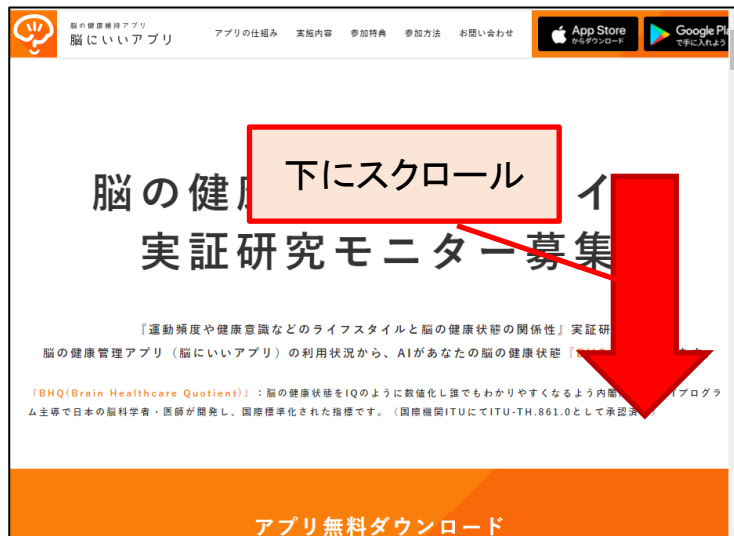 脳の健康維持アプリ
脳にいいアプリ
アプリの仕組み 実施内容 参加特典 参加方法 お問い合わせ
App Store
からダウンロード
Google Pla
で手に入れよう
下にスクロール
脳の健康 イ
実証研究モニター募集
『運動頻度や健康意識などのライフスタイルと脳の健康状態の関係性』実証研
脳の健康管理アプリ（脳にいいアプリ）の利用状況から、AIがあなたの脳の健康状態『
『BHQ(Brain Healthcare Quotient)』：脳の健康状態をIQのように数値化し誰でもわかりやすくなるよう内閣 プログラ
ム主導で日本の脳科学者・医師が開発し、国際標準化された指標です。（国際機関ITUにてITU-TH.861.0として承認済
アプリ無料ダウンロード